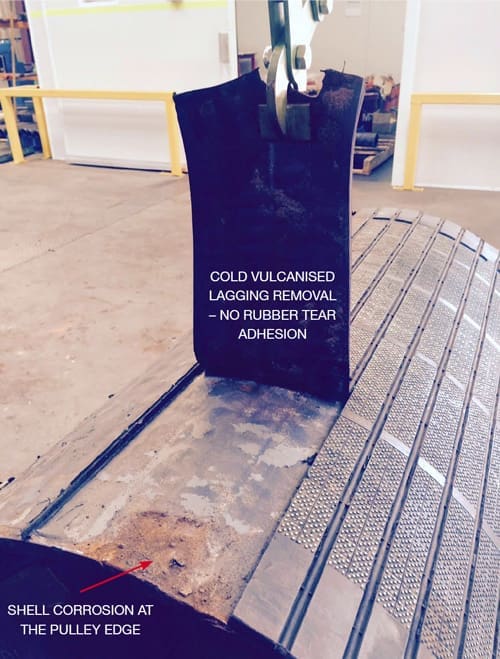 COLD VULCANISED
LAGGING REMOVAL
– NO RUBBER TEAR
ADHESION
SHELL CORROSION AT
THE PULLEY EDGE